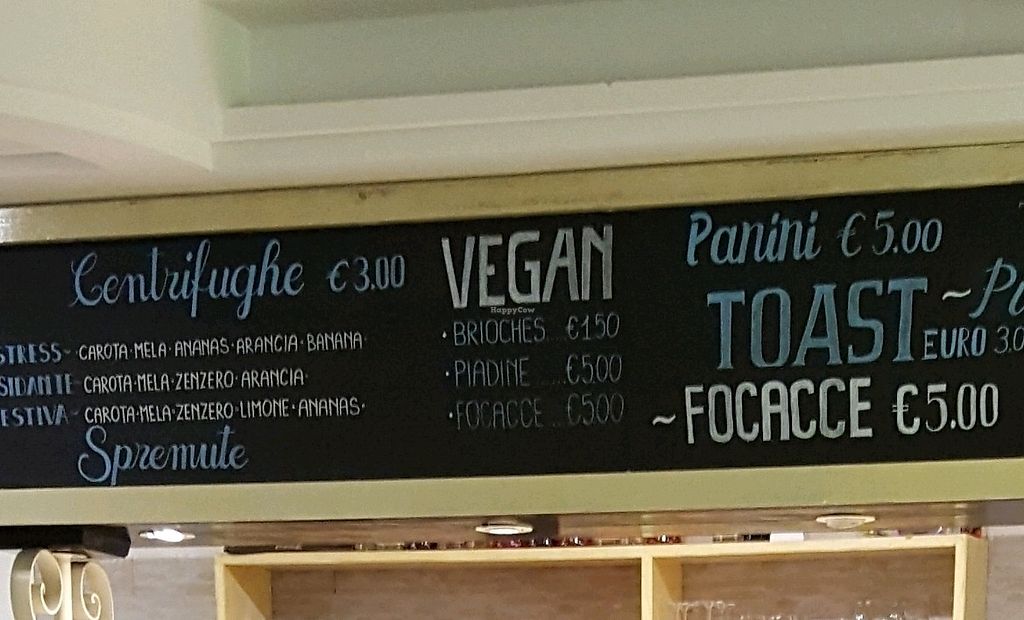 Centrifughe €3.00
STRESS~ CAROTA·MELA·ANANAS·ARANCIA·BANANA
SIDANTE CAROTA·MELA·ZENZERO·ARANCIA·
ESTIVA~ CAROTA·MELA·ZENZERO·LIMONE·ANANAS·
Spremute
VEGAN
HappyCow
·BRIOCHES...€1.50
·PIADINE ....€5.00
·FOCACCE...€5.00
Panini €5.00
TOAST ~
EURO 3.0
~FOCACCE €5.00